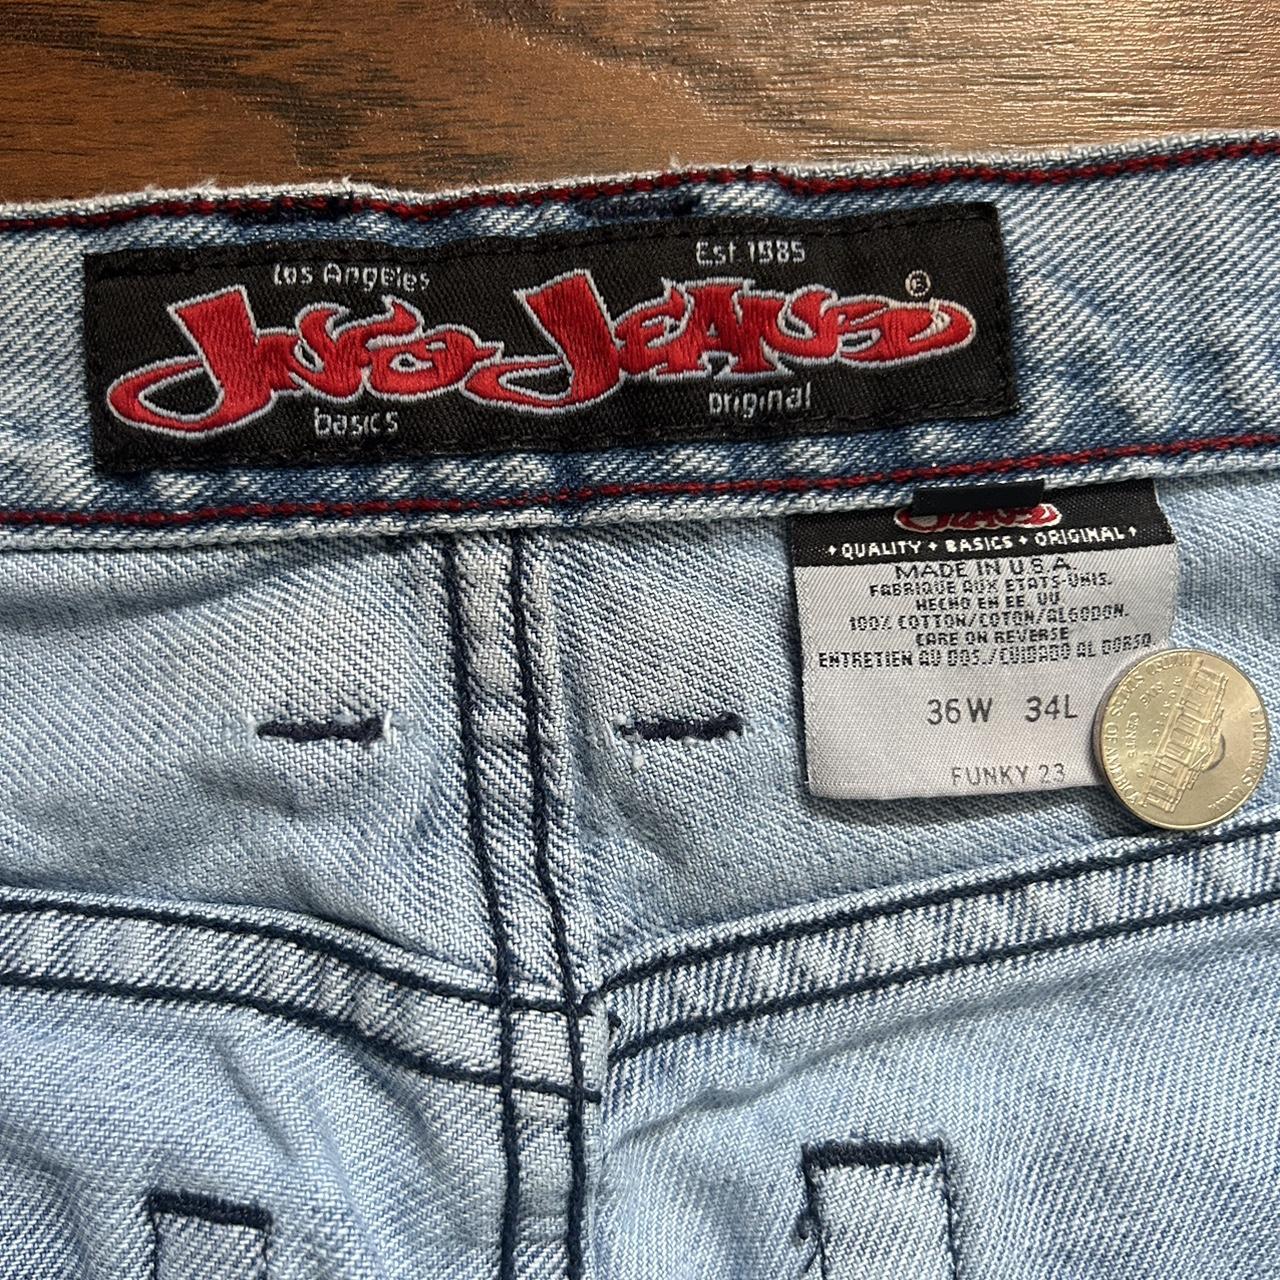 Los Angeles
Est 1985
JNCO JEANS
®
basics
original
JEANS
✦ QUALITY ✦ BASICS ✦ ORIGINAL ✦
MADE IN U.S.A.
FABRIQUE AUX ETATS-UNIS.
HECHO EN EE. UU.
100% COTTON/COTON/ALGODON.
CARE ON REVERSE
ENTRETIEN AU DOS./CUIDADO AL DORSO
36W 34L
FUNKY 23